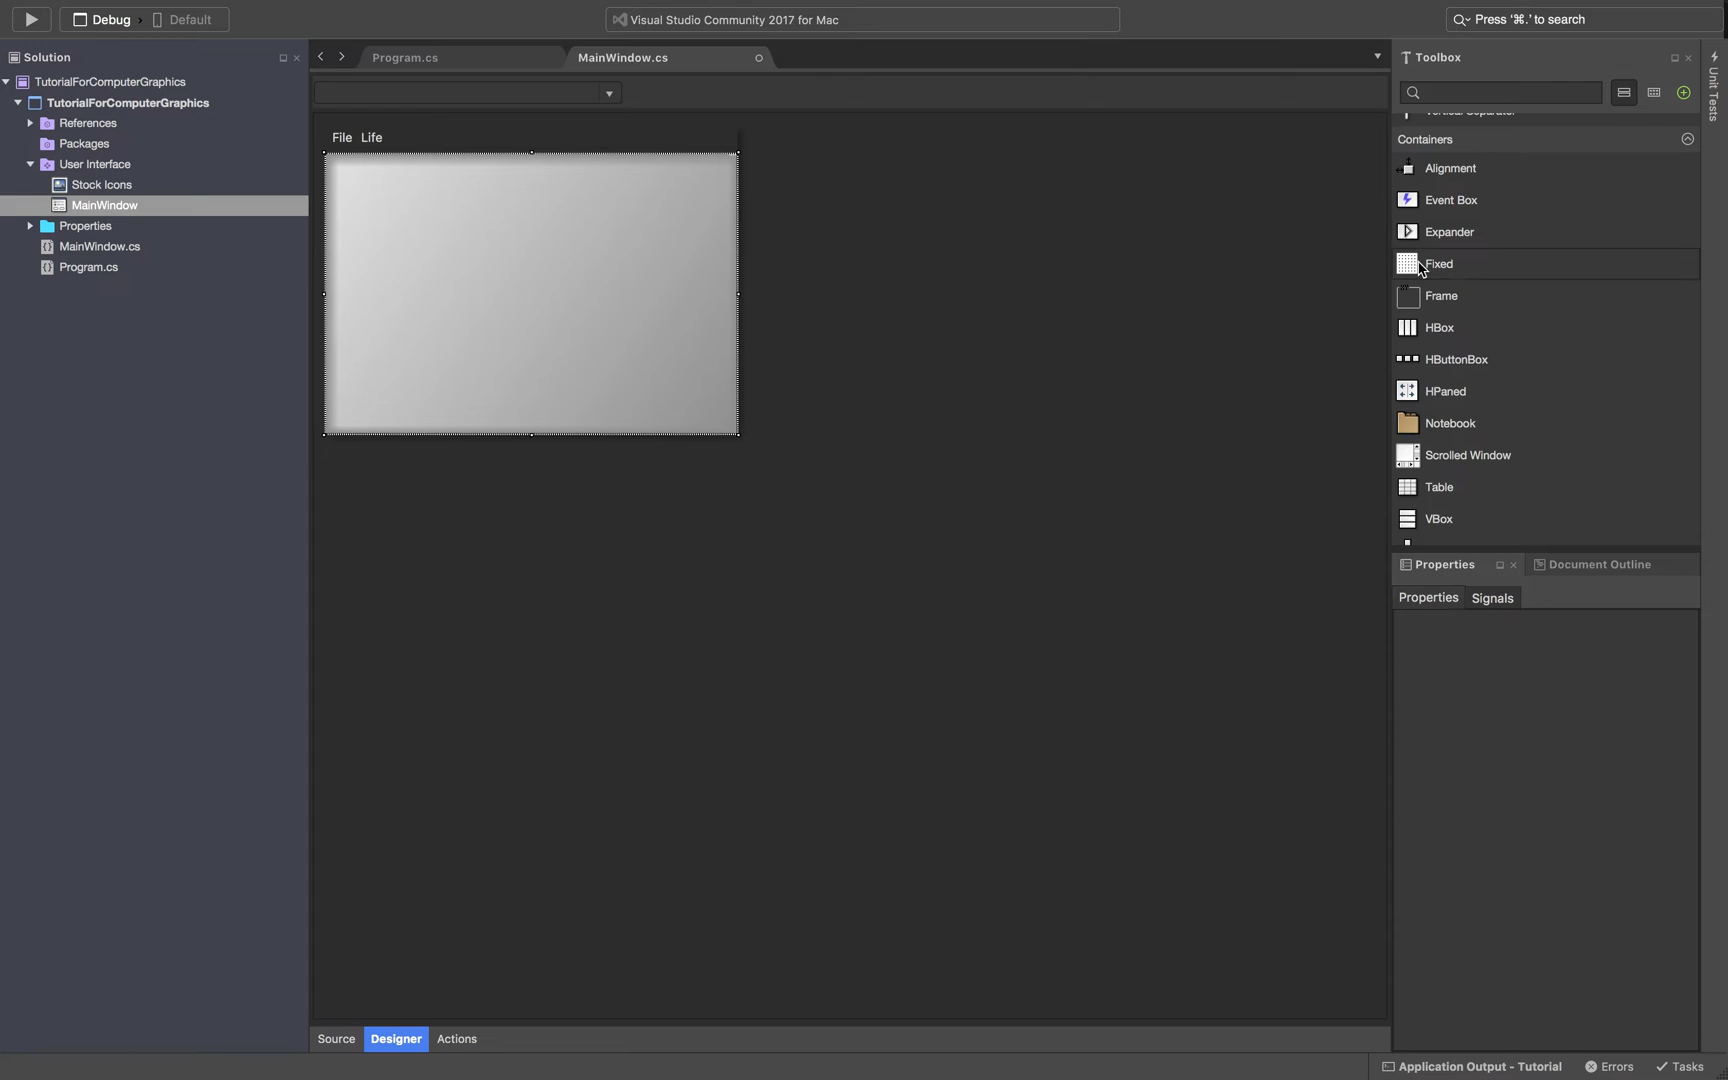 Debug › Default
Visual Studio Community 2017 for Mac
Press '⌘.' to search
Solution
Program.cs
MainWindow.cs
Toolbox
Unit Tests
TutorialForComputerGraphics
TutorialForComputerGraphics
References
Packages
User Interface
Stock Icons
MainWindow
Properties
MainWindow.cs
Program.cs
File Life
Vertical Separator
Containers
Alignment
Event Box
Expander
Fixed
Frame
HBox
HButtonBox
HPaned
Notebook
Scrolled Window
Table
VBox
Properties
Document Outline
Properties
Signals
Source
Designer
Actions
Application Output - Tutorial
Errors
Tasks